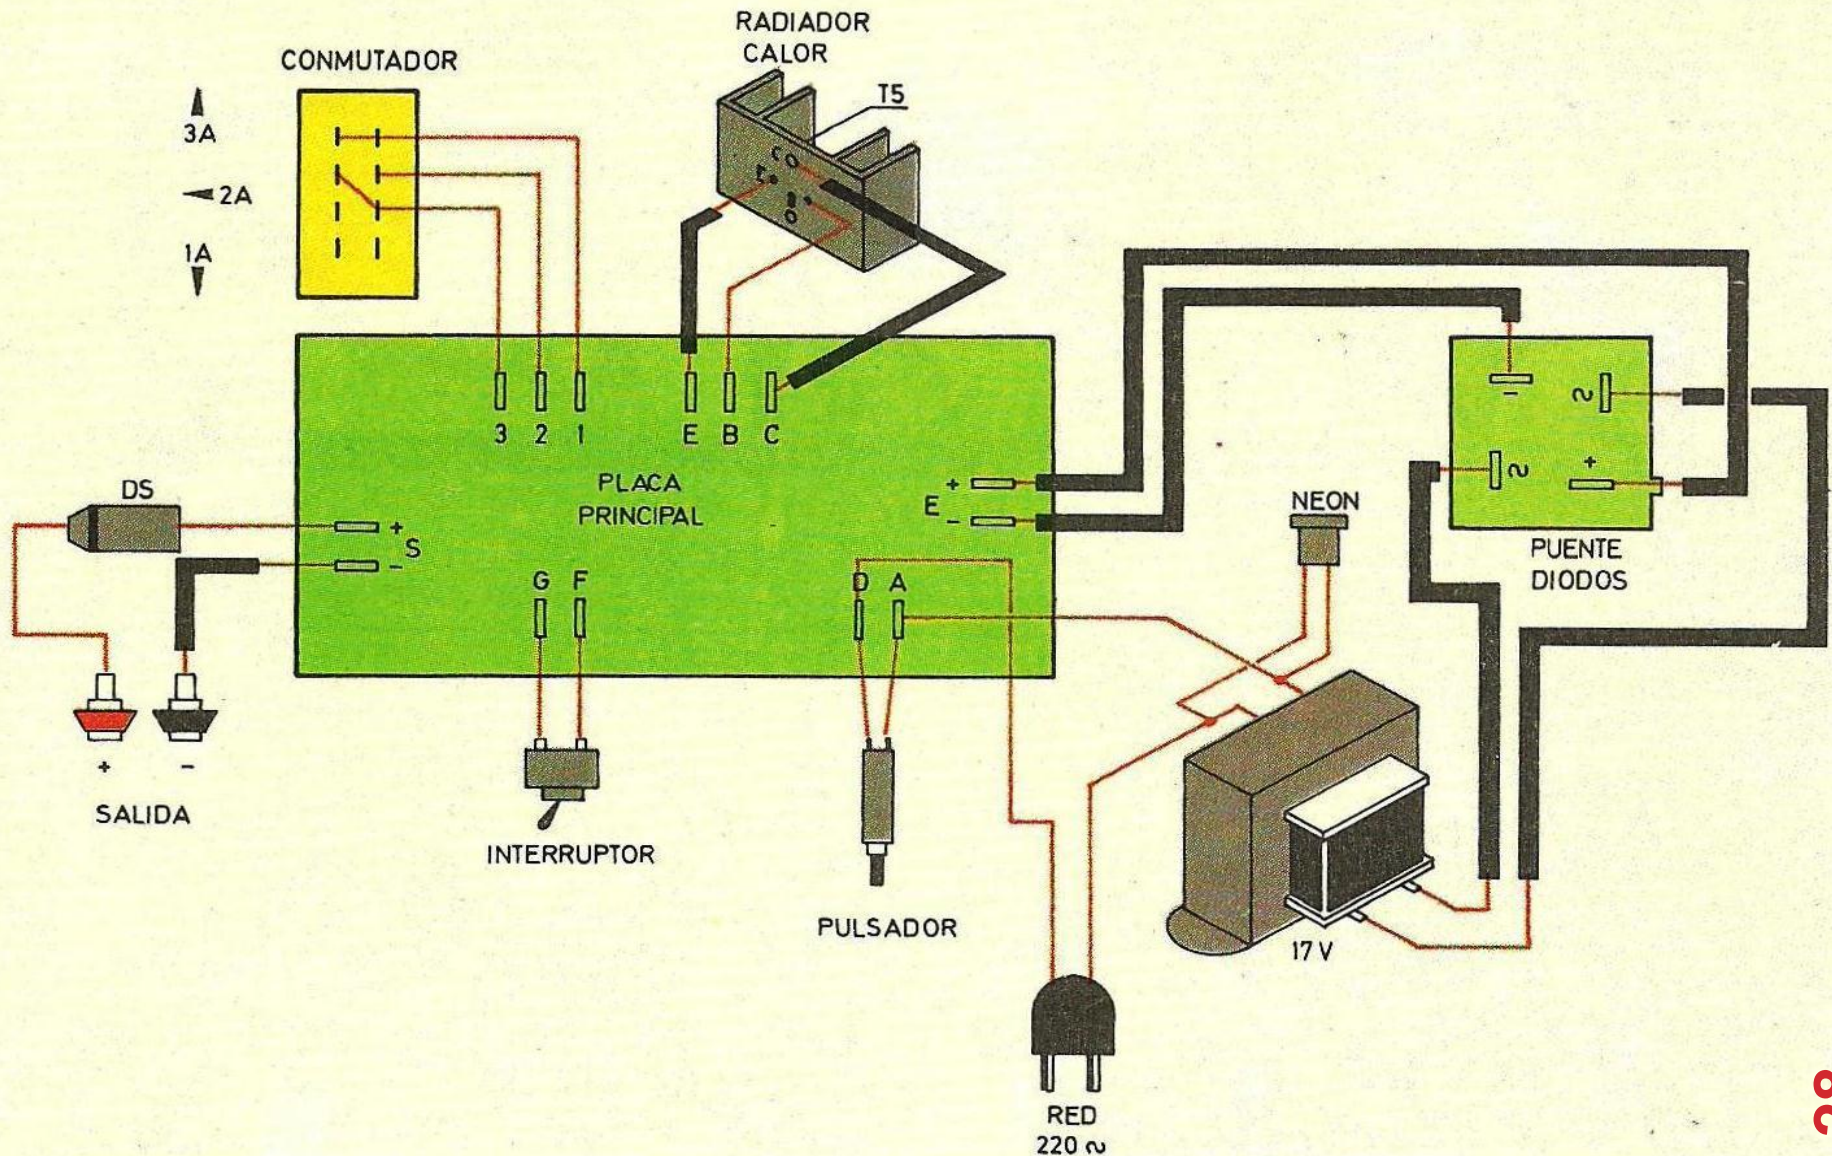 RADIADOR
CALOR
CONMUTADOR
T5
3A
2A
1A
C
E
B
3 2 1 E B C
- ~
~ +
PLACA
PRINCIPAL
E + -
DS
S + -
NEON
PUENTE
DIODOS
G F
D A
+ -
SALIDA
INTERRUPTOR
PULSADOR
17 V
RED
220 ~